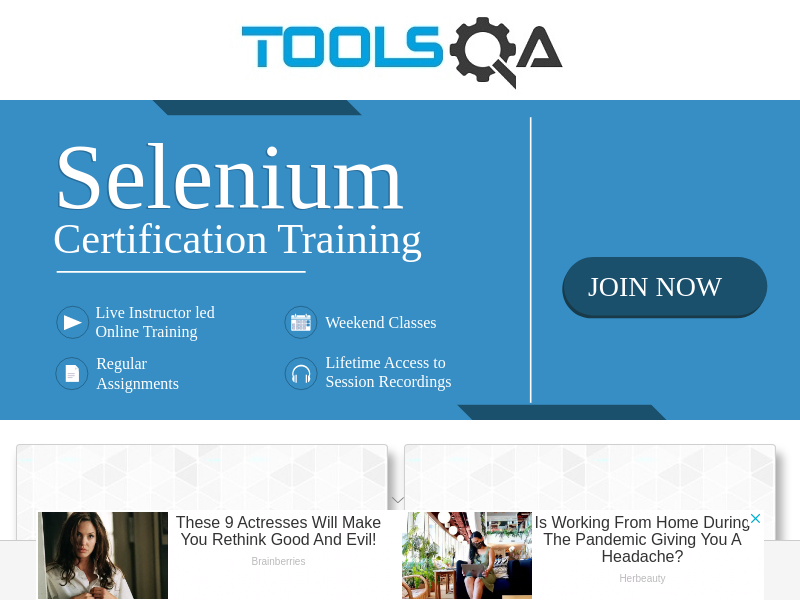 TOOLSQA
Selenium
Certification Training
JOIN NOW
Live Instructor led
Online Training
Weekend Classes
Regular
Assignments
Lifetime Access to
Session Recordings
These 9 Actresses Will Make
You Rethink Good And Evil!
Brainberries
Is Working From Home During
The Pandemic Giving You A
Headache?
Herbeauty